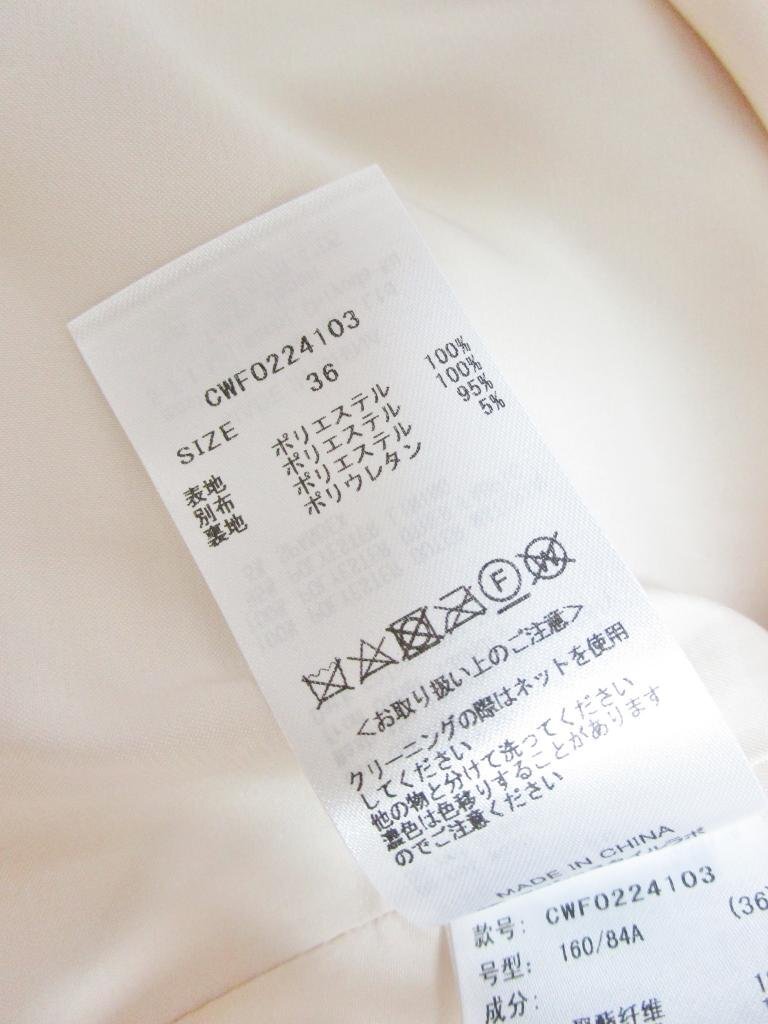 CWF0224103
SIZE 36
表地 ポリエステル 100%
別布 ポリエステル 100%
裏地 ポリエステル 95%
ポリウレタン 5%
F W
<お取り扱い上のご注意>
クリーニングの際はネットを使用
してください
他の物と分けて洗ってください
濃色は色移りすることがあります
のでご注意ください
MADE IN CHINA
款号: CWF0224103 (36)
号型: 160/84A
成分:
聚酯纤维